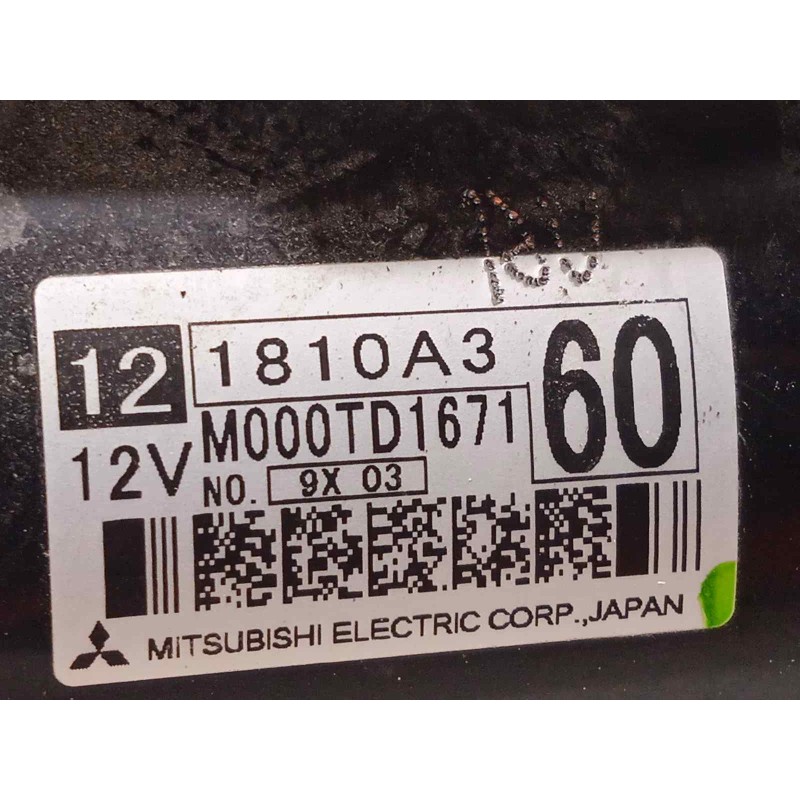 12 1810A3 60
12V M000TD1671
NO. 9X 03
MITSUBISHI ELECTRIC CORP.,JAPAN